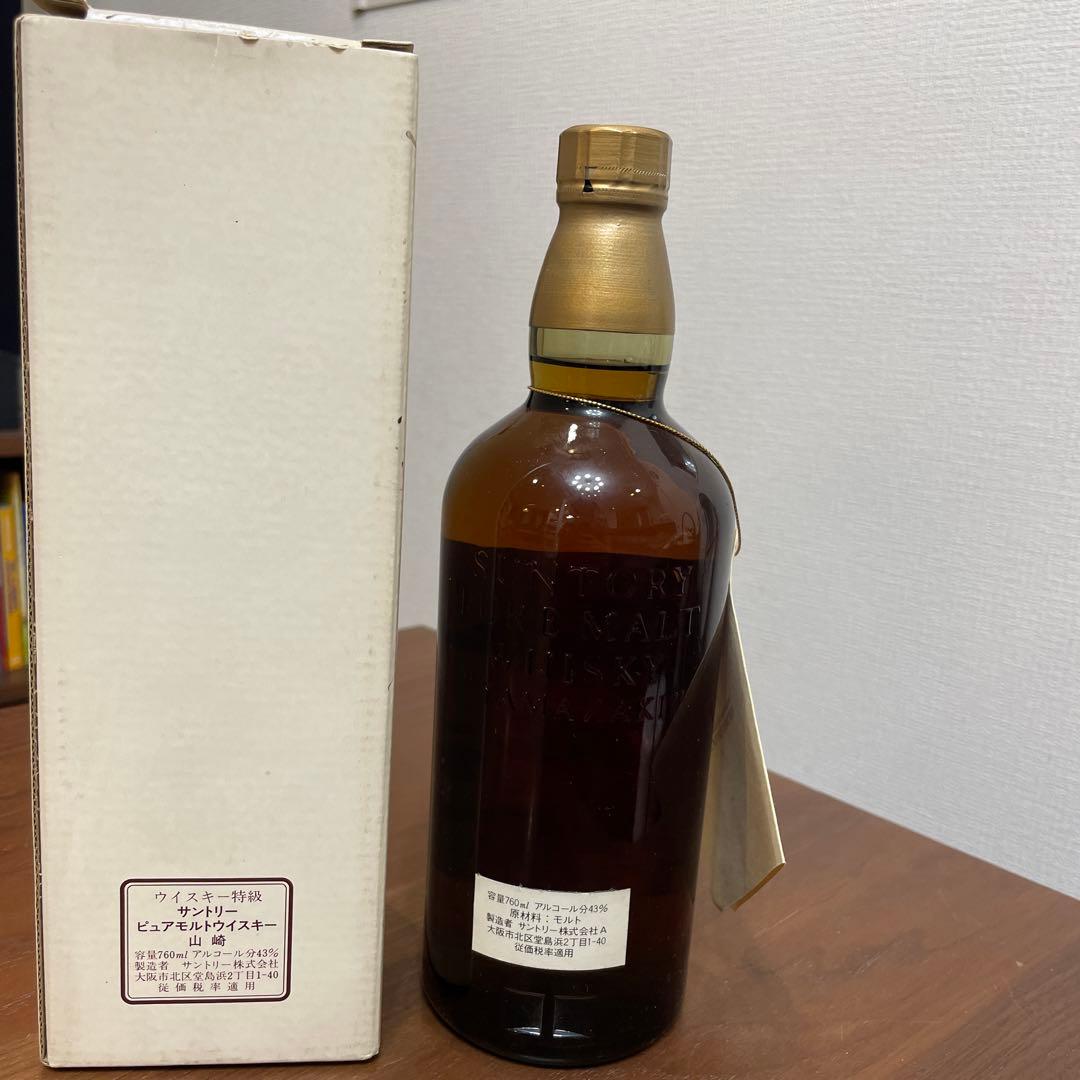 ウイスキー特級
サントリー
ピュアモルトウイスキー
山崎
容量760ml アルコール分43%
製造者 サントリー株式会社
大阪市北区堂島浜2丁目1-40
従価税率適用
SUNTORY
PURE MALT
WHISKY
YAMAZAKI
容量760ml アルコール分43%
原材料：モルト
製造者 サントリー株式会社A
大阪市北区堂島浜2丁目1-40
従価税率適用